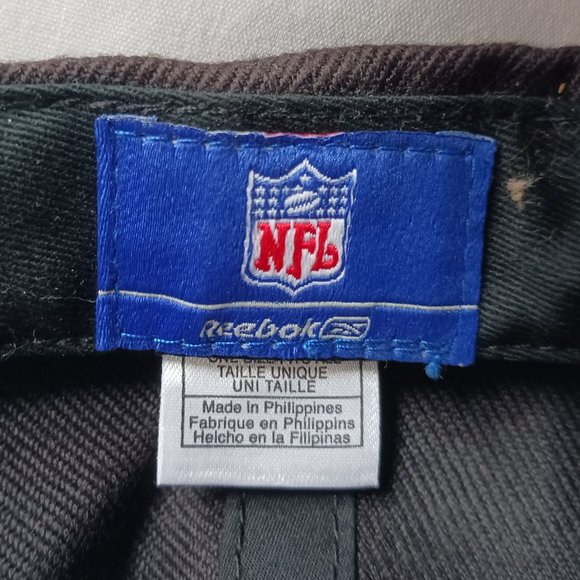 NFL
Reebok
TAILLE UNIQUE
UNI TAILLE
Made in Philippines
Fabrique en Philippins
Helcho en la Filipinas